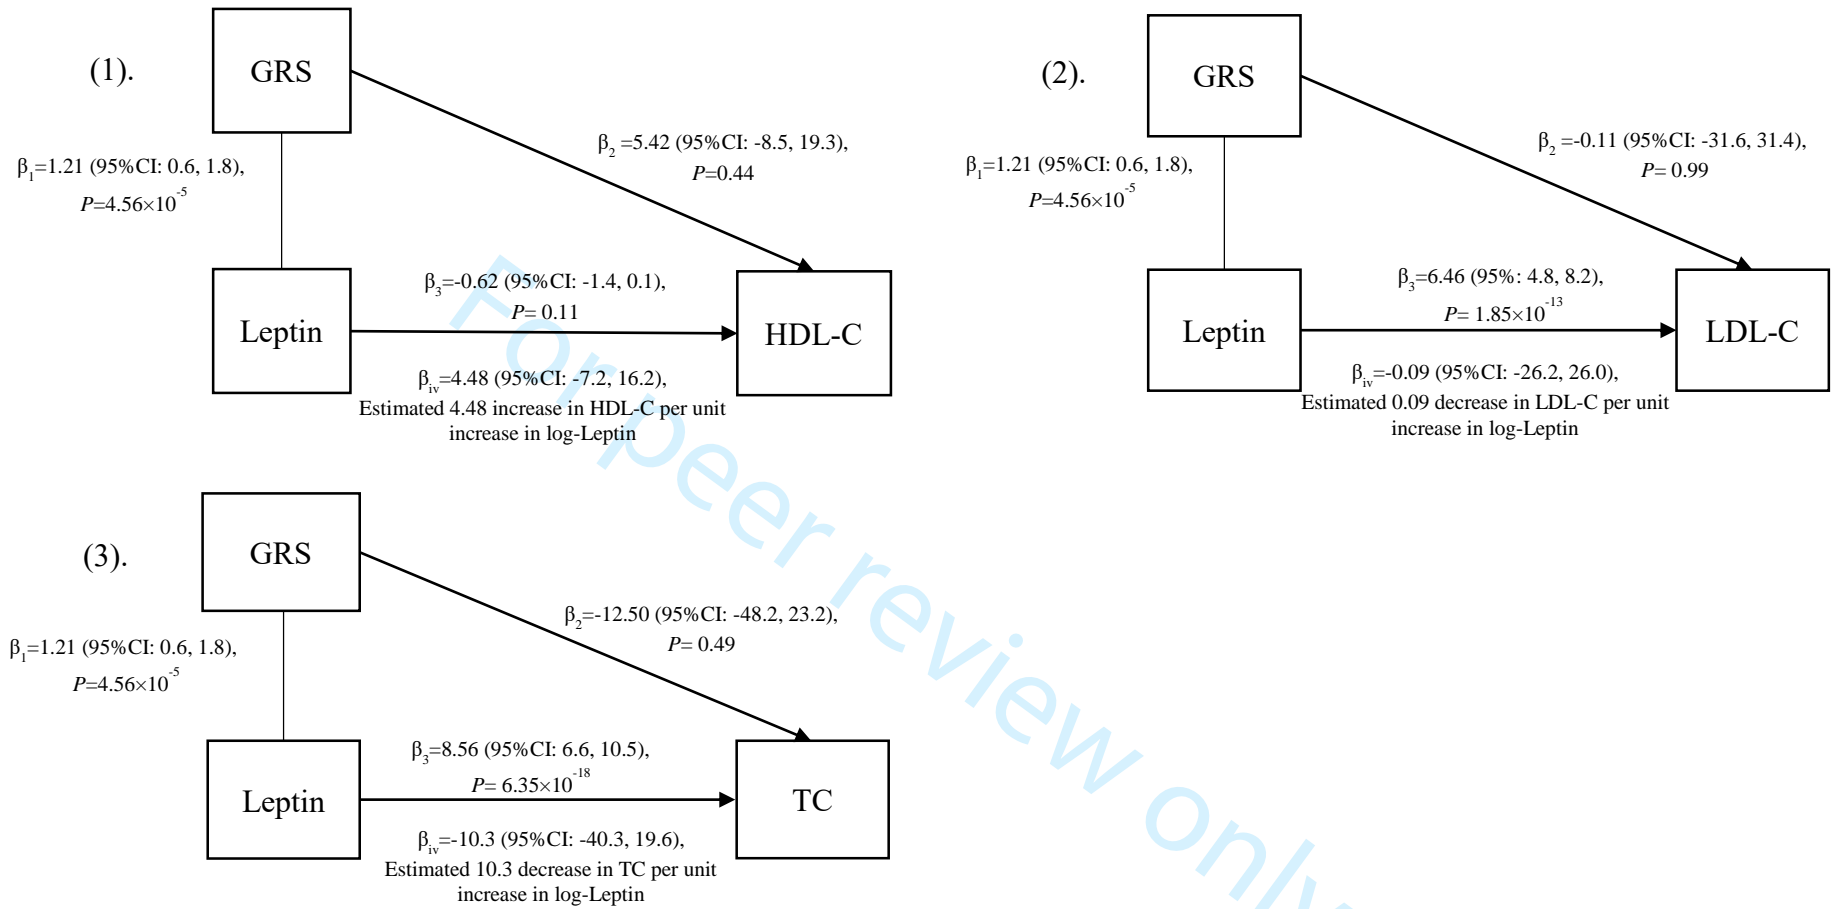 (1).
GRS
β1=1.21 (95%CI: 0.6, 1.8),
P=4.56×10-5
β2 =5.42 (95%CI: -8.5, 19.3),
P=0.44
Leptin
β3=-0.62 (95%CI: -1.4, 0.1),
P= 0.11
HDL-C
βiv=4.48 (95%CI: -7.2, 16.2),
Estimated 4.48 increase in HDL-C per unit
increase in log-Leptin
(2).
GRS
β1=1.21 (95%CI: 0.6, 1.8),
P=4.56×10-5
β2 =-0.11 (95%CI: -31.6, 31.4),
P= 0.99
Leptin
β3=6.46 (95%: 4.8, 8.2),
P= 1.85×10-13
LDL-C
βiv=-0.09 (95%CI: -26.2, 26.0),
Estimated 0.09 decrease in LDL-C per unit
increase in log-Leptin
(3).
GRS
β1=1.21 (95%CI: 0.6, 1.8),
P=4.56×10-5
β2=-12.50 (95%CI: -48.2, 23.2),
P= 0.49
Leptin
β3=8.56 (95%CI: 6.6, 10.5),
P= 6.35×10-18
TC
βiv=-10.3 (95%CI: -40.3, 19.6),
Estimated 10.3 decrease in TC per unit
increase in log-Leptin
For peer review only